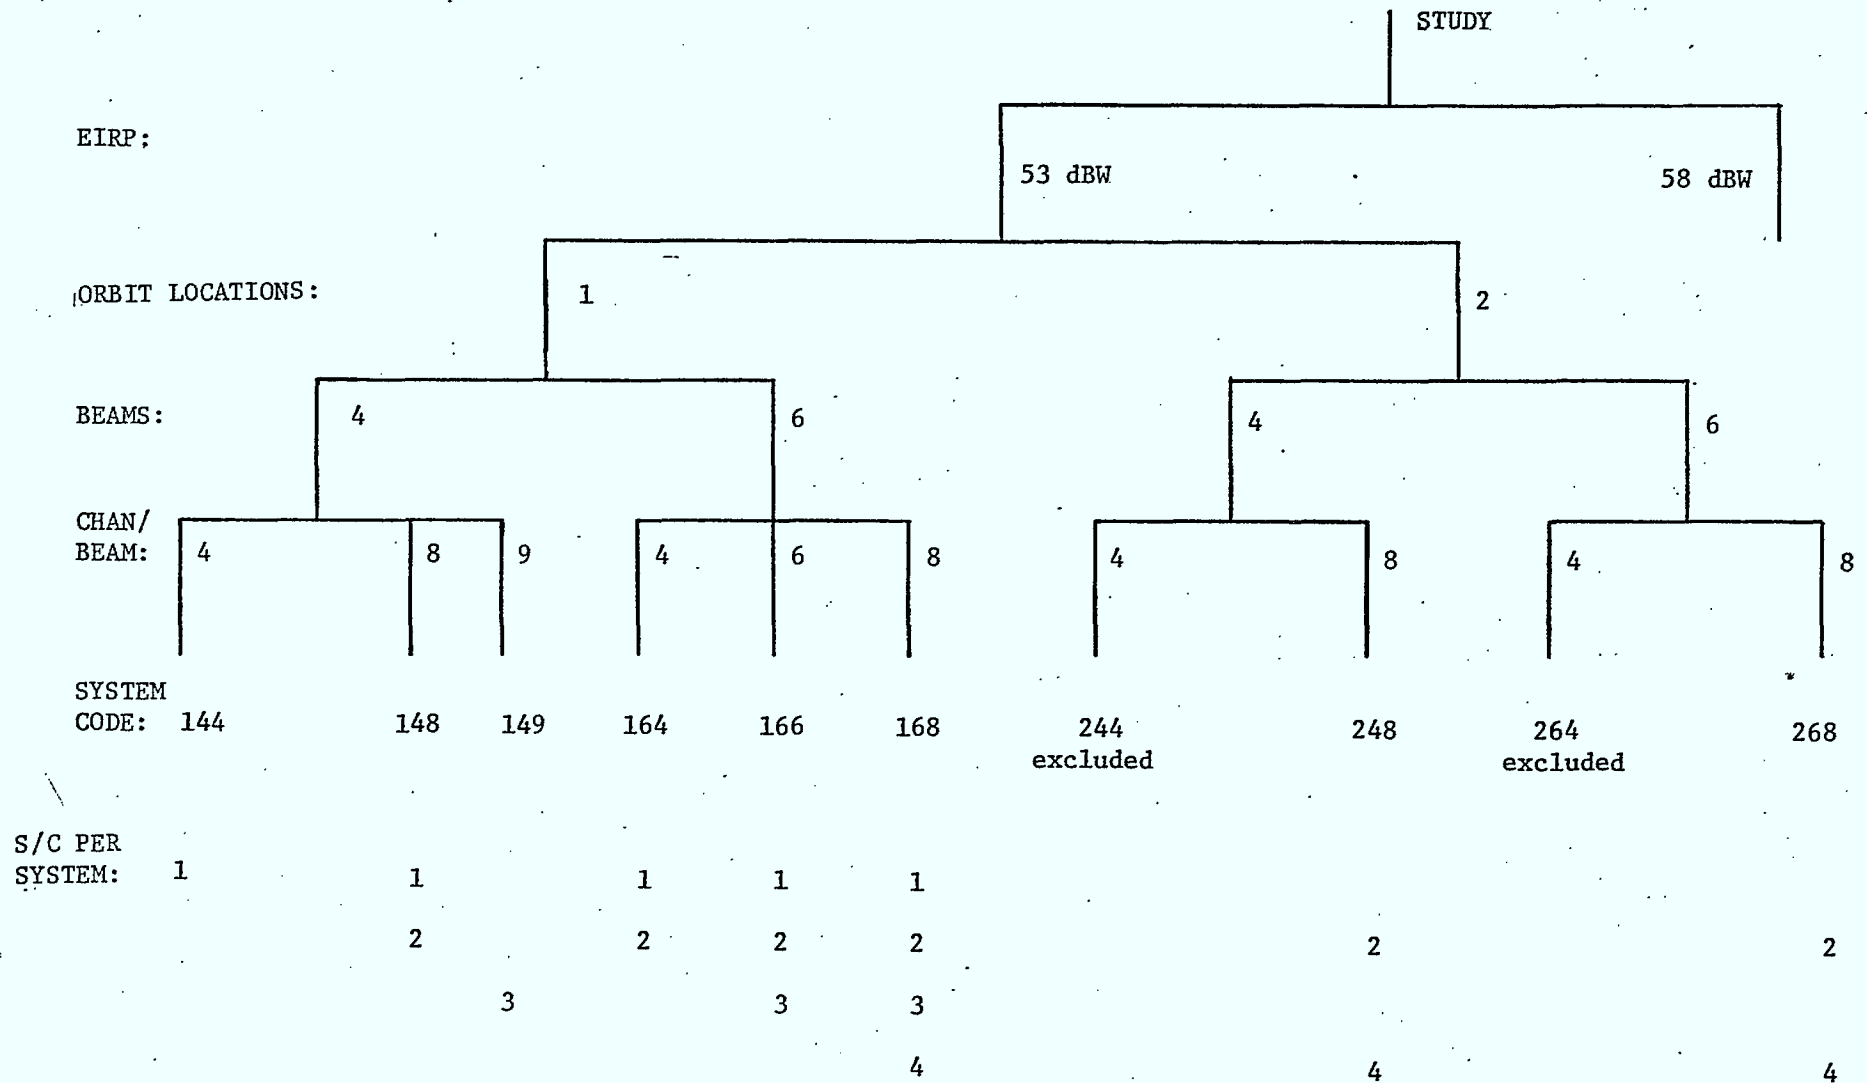 STUDY
EIRP:
53 dBW
58 dBW
ORBIT LOCATIONS:
1
2
BEAMS:
4
6
4
6
CHAN/
BEAM:
4
8
9
4
6
8
4
8
4
8
SYSTEM
CODE: 144 148 149 164 166 168 244 248 264 268
excluded excluded
S/C PER
SYSTEM: 1 1 1 1 1
2 2 2 2 2 2
3 3 3
4 4 4